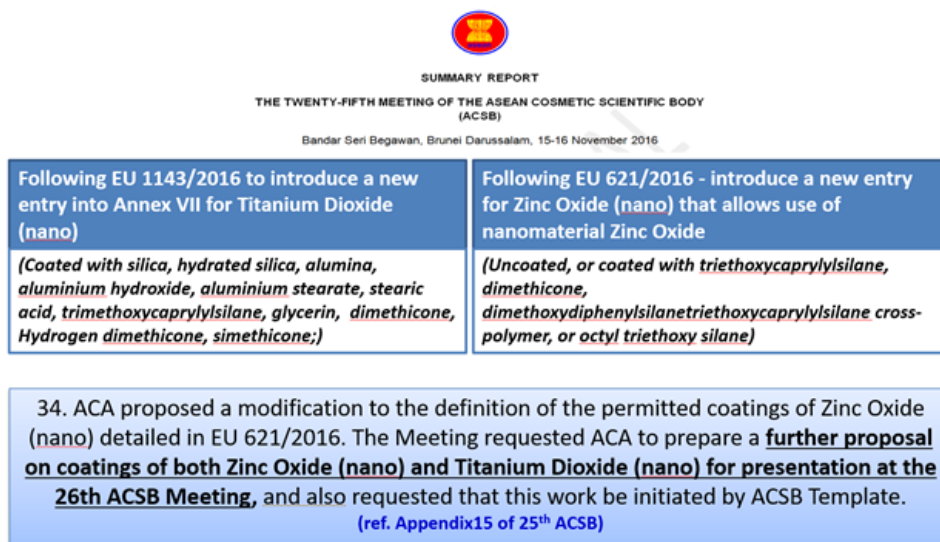 SUMMARY REPORT
THE TWENTY-FIFTH MEETING OF THE ASEAN COSMETIC SCIENTIFIC BODY
(ACSB)
Bandar Seri Begawan, Brunei Darussalam, 15-16 November 2016
Following EU 1143/2016 to introduce a new
entry into Annex VII for Titanium Dioxide
(nano)
(Coated with silica, hydrated silica, alumina,
aluminium hydroxide, aluminium stearate, stearic
acid, trimethoxycaprylylsilane, glycerin, dimethicone,
Hydrogen dimethicone, simethicone;)
Following EU 621/2016 - introduce a new entry
for Zinc Oxide (nano) that allows use of
nanomaterial Zinc Oxide
(Uncoated, or coated with triethoxycaprylylsilane,
dimethicone,
dimethoxydiphenylsilanetriethoxycaprylylsilane cross-
polymer, or octyl triethoxy silane)
34. ACA proposed a modification to the definition of the permitted coatings of Zinc Oxide
(nano) detailed in EU 621/2016. The Meeting requested ACA to prepare a further proposal
on coatings of both Zinc Oxide (nano) and Titanium Dioxide (nano) for presentation at the
26th ACSB Meeting, and also requested that this work be initiated by ACSB Template.
(ref. Appendix15 of 25th ACSB)